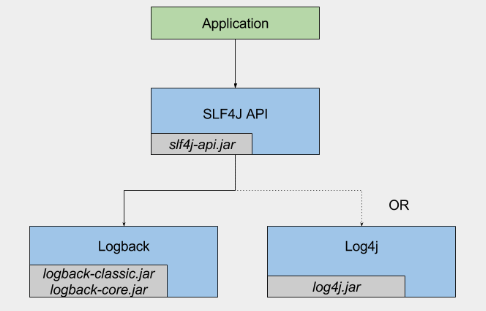 Application
SLF4J API
slf4j-api.jar
OR
Logback
logback-classic.jar
logback-core.jar
Log4j
log4j.jar